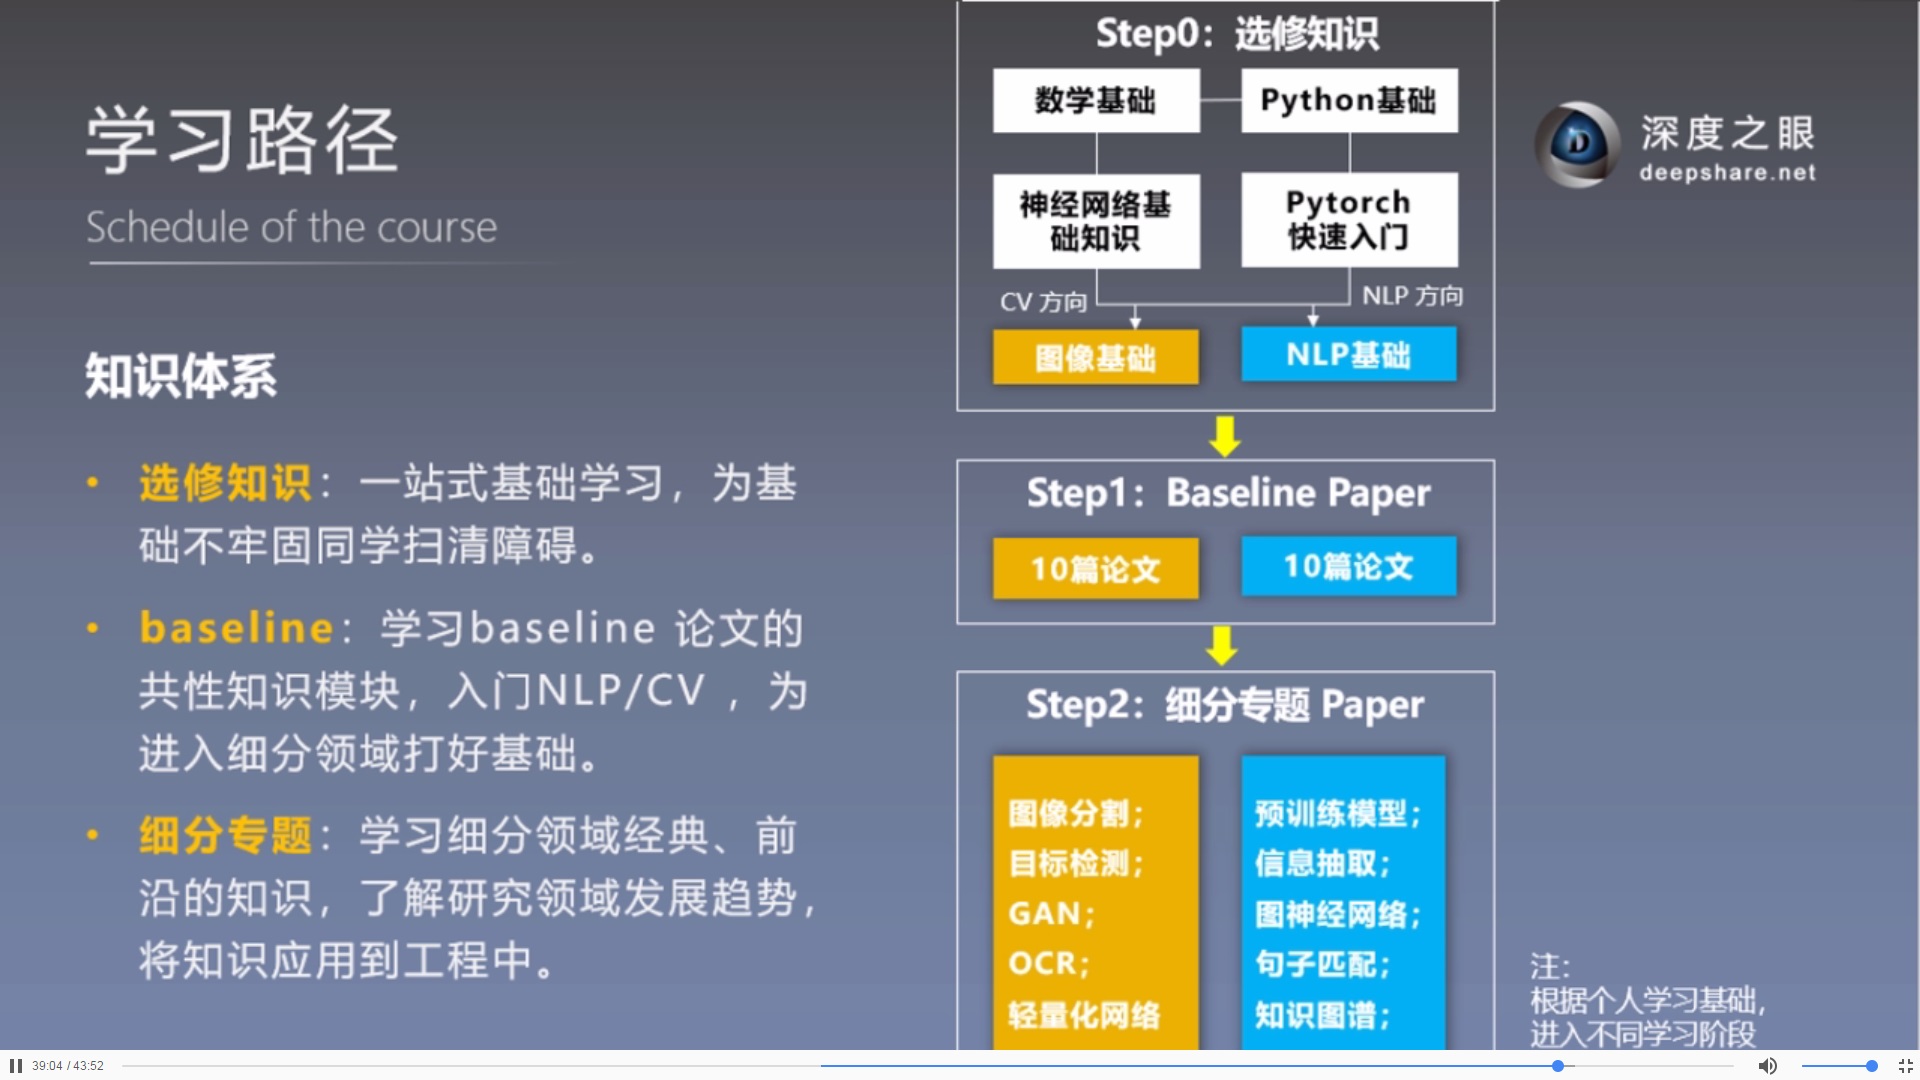 学习路径
Schedule of the course
知识体系
• 选修知识：一站式基础学习，为基
础不牢固同学扫清障碍。
• baseline：学习baseline 论文的
共性知识模块，入门NLP/CV ，为
进入细分领域打好基础。
• 细分专题：学习细分领域经典、前
沿的知识，了解研究领域发展趋势，
将知识应用到工程中。
Step0：选修知识
数学基础
Python基础
神经网络基
础知识
Pytorch
快速入门
CV 方向
NLP 方向
图像基础
NLP基础
Step1：Baseline Paper
10篇论文
10篇论文
Step2：细分专题 Paper
图像分割；
目标检测；
GAN；
OCR；
轻量化网络
预训练模型；
信息抽取；
图神经网络；
句子匹配；
知识图谱；
D
深度之眼
deepshare.net
注：
根据个人学习基础，
进入不同学习阶段
39:04 / 43:52